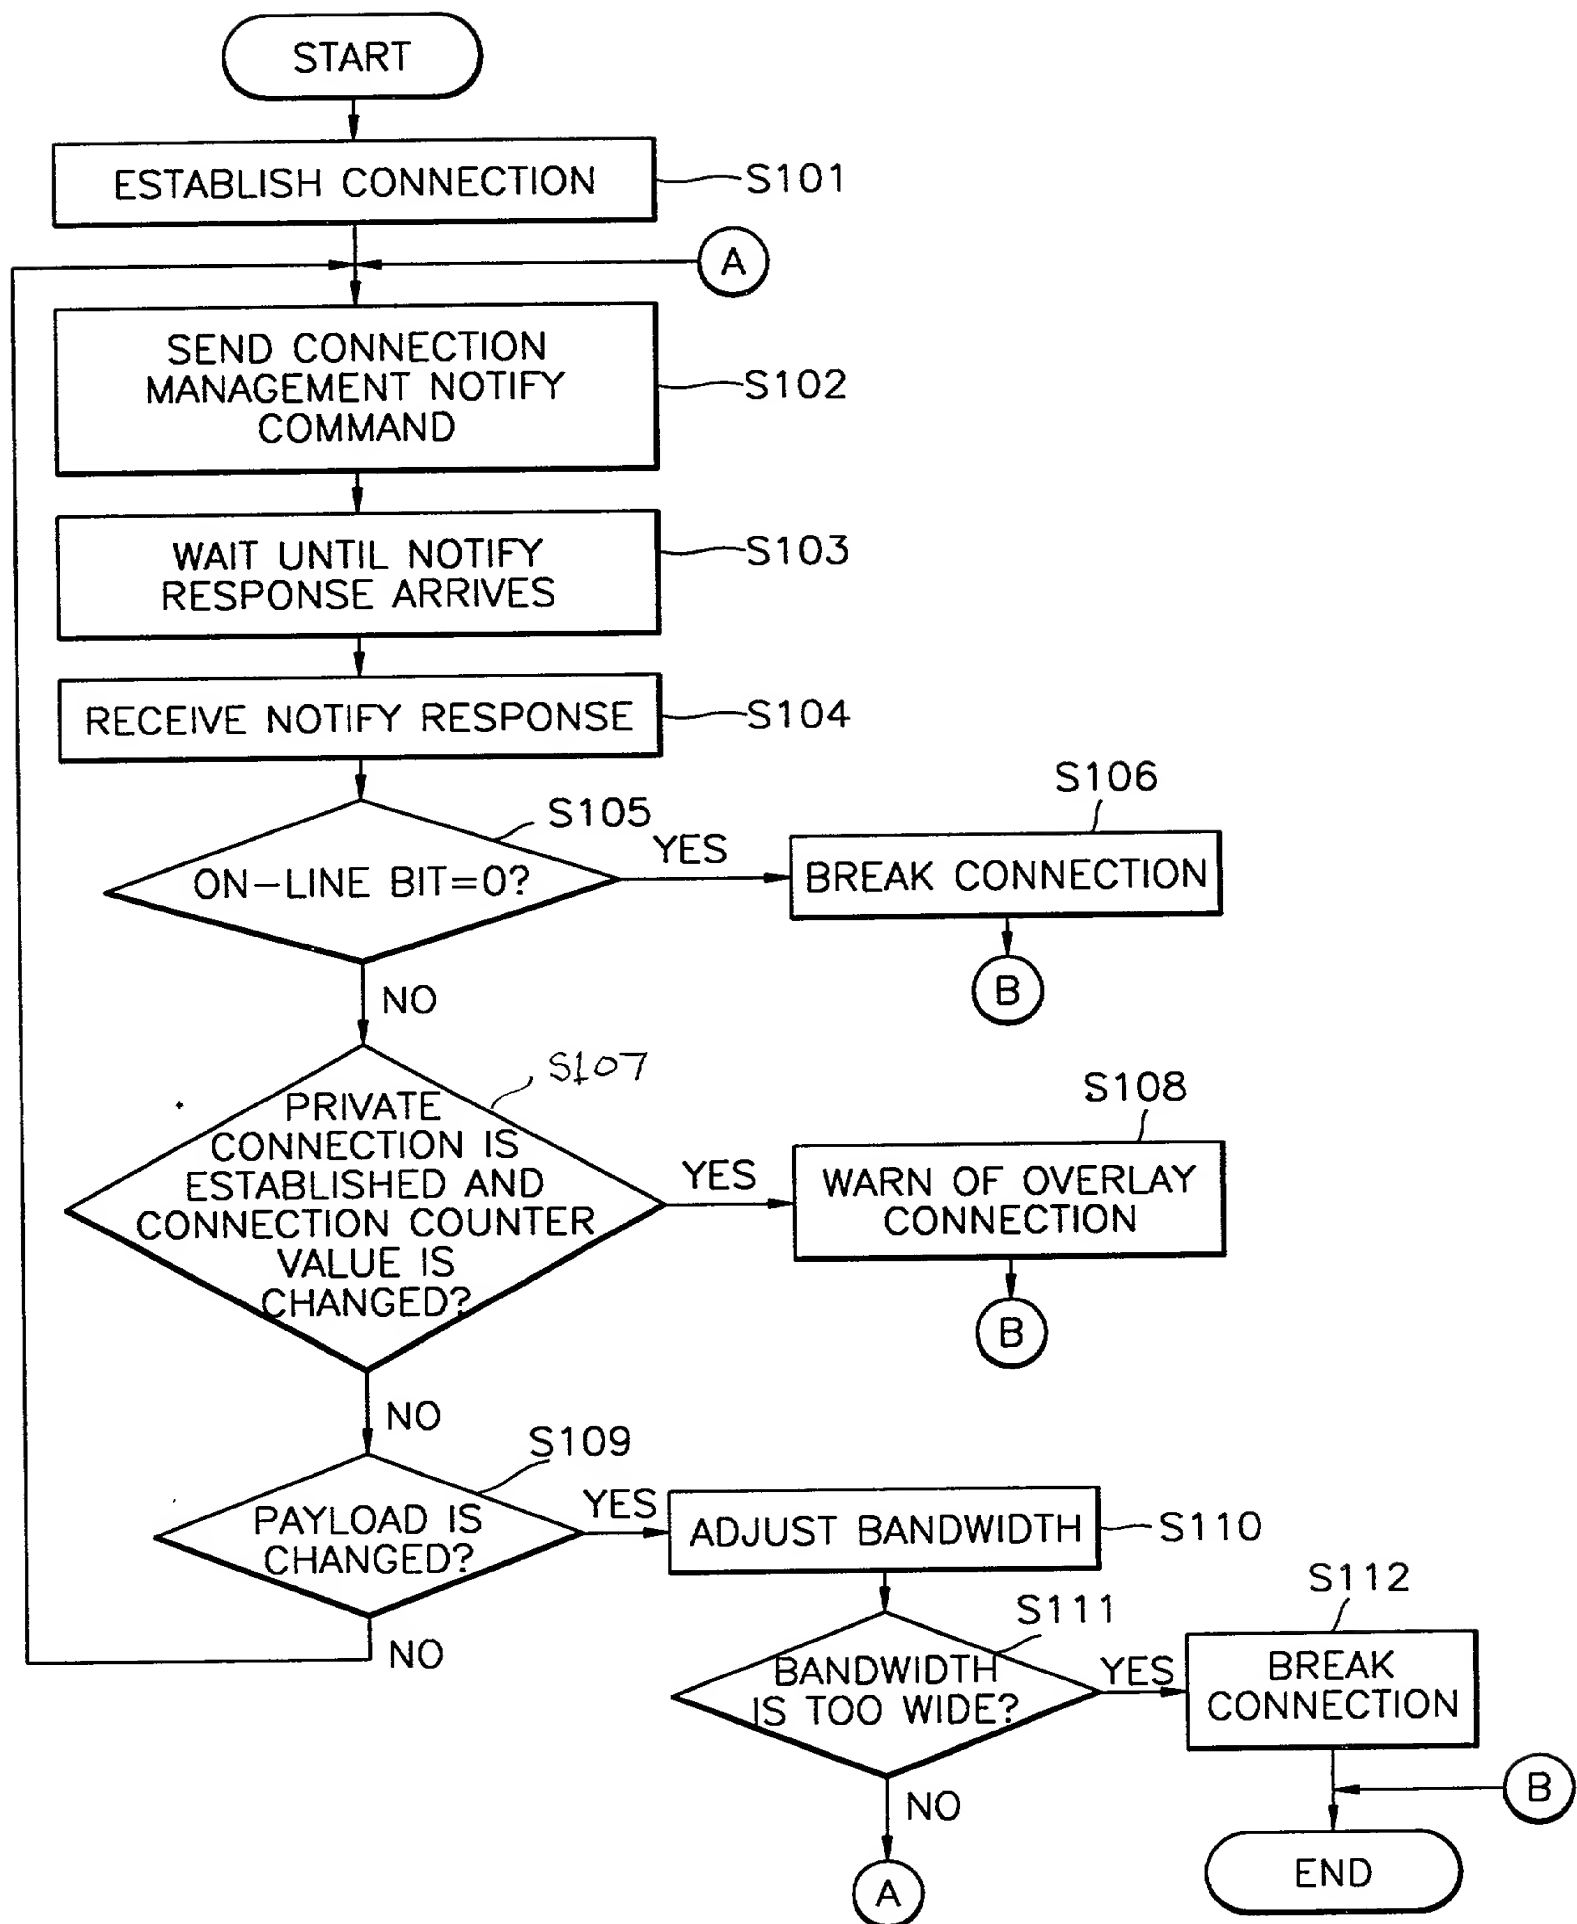 START
ESTABLISH CONNECTION
S101
A
SEND CONNECTION
MANAGEMENT NOTIFY
COMMAND
S102
WAIT UNTIL NOTIFY
RESPONSE ARRIVES
S103
RECEIVE NOTIFY RESPONSE
S104
S105
ON-LINE BIT=0?
YES
S106
BREAK CONNECTION
B
NO
S107
PRIVATE
CONNECTION IS
ESTABLISHED AND
CONNECTION COUNTER
VALUE IS
CHANGED?
YES
S108
WARN OF OVERLAY
CONNECTION
B
NO
S109
PAYLOAD IS
CHANGED?
YES
ADJUST BANDWIDTH
S110
NO
S111
BANDWIDTH
IS TOO WIDE?
YES
S112
BREAK
CONNECTION
B
NO
A
END